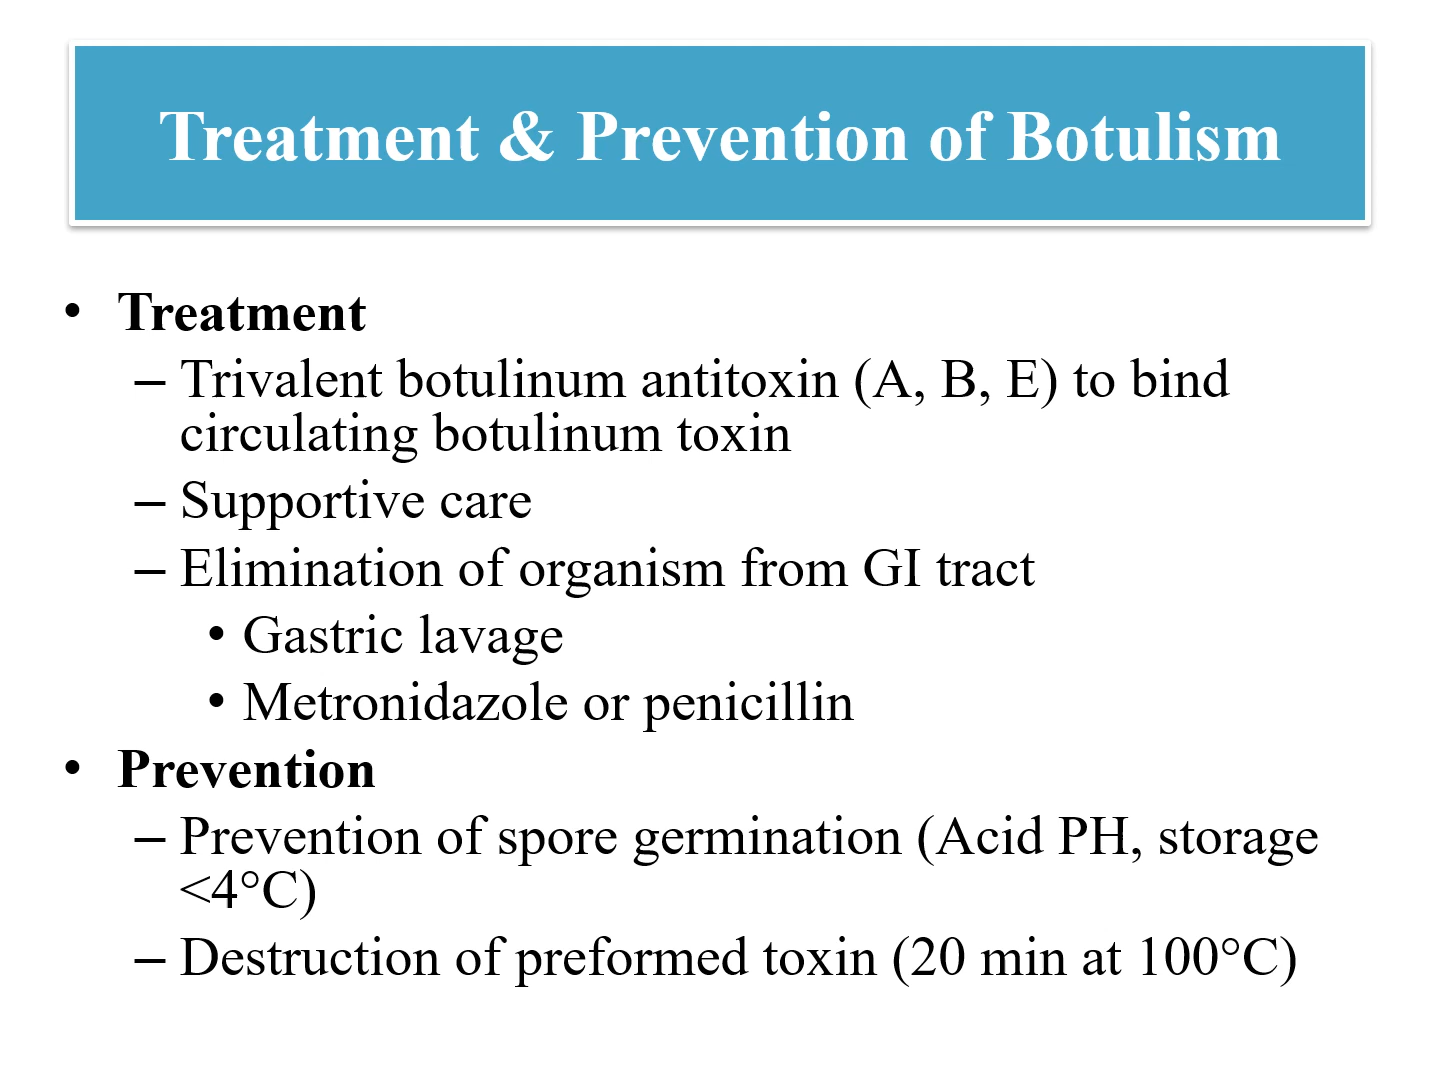 Treatment & Prevention of Botulism
• Treatment
– Trivalent botulinum antitoxin (A, B, E) to bind
circulating botulinum toxin
– Supportive care
– Elimination of organism from GI tract
• Gastric lavage
• Metronidazole or penicillin
• Prevention
– Prevention of spore germination (Acid PH, storage
<4°C)
– Destruction of preformed toxin (20 min at 100°C)